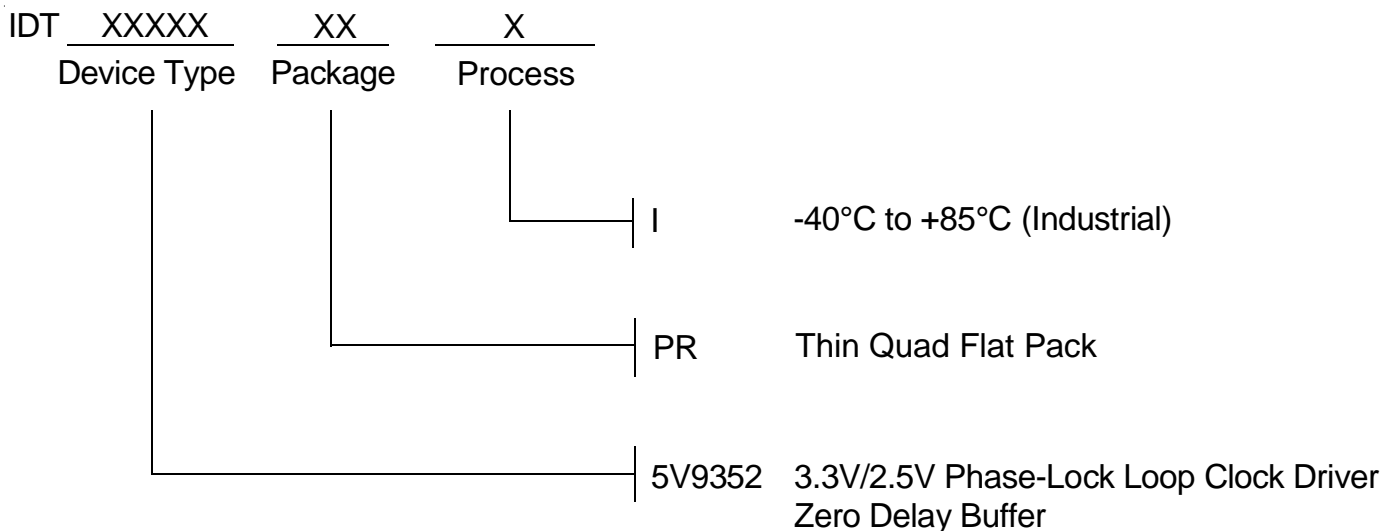 IDT XXXXX XX X
Device Type Package Process
I -40°C to +85°C (Industrial)
PR Thin Quad Flat Pack
5V9352 3.3V/2.5V Phase-Lock Loop Clock Driver
Zero Delay Buffer